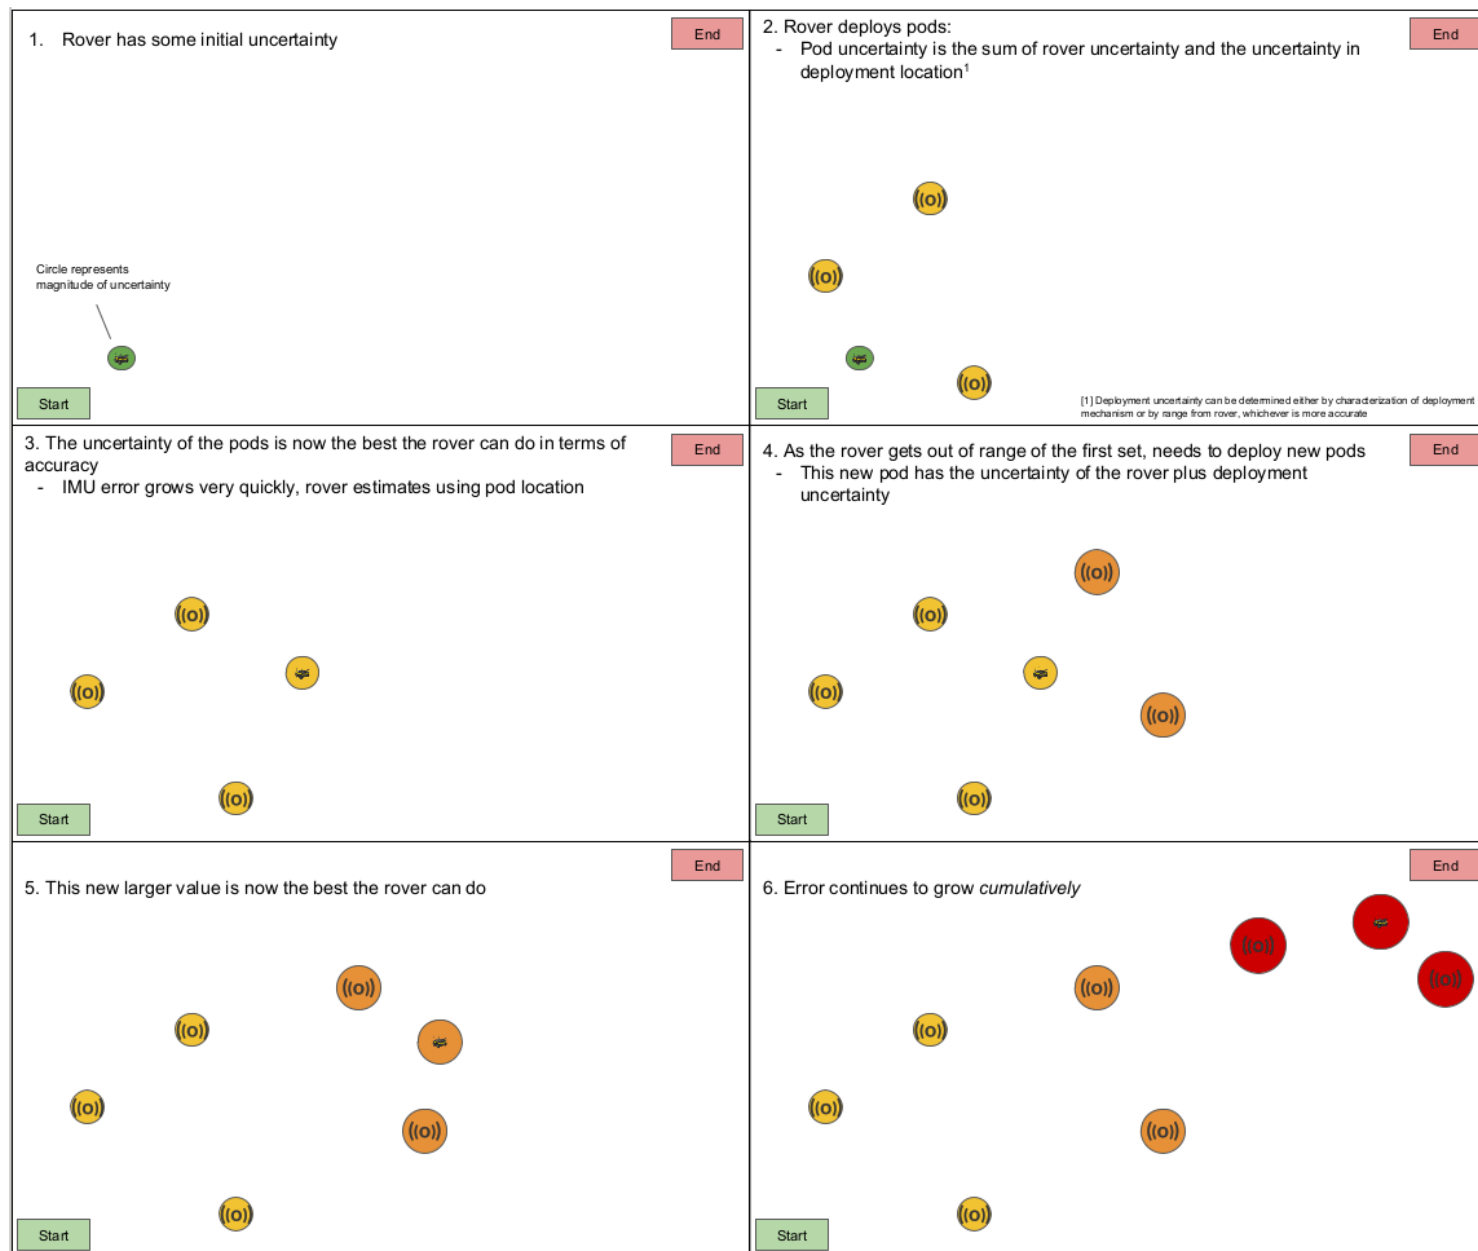 1. Rover has some initial uncertainty
End
Circle represents
magnitude of uncertainty
Start
2. Rover deploys pods:
- Pod uncertainty is the sum of rover uncertainty and the uncertainty in
deployment location1
End
((o))
((o))
((o))
Start
[1] Deployment uncertainty can be determined either by characterization of deployment
mechanism or by range from rover, whichever is more accurate
3. The uncertainty of the pods is now the best the rover can do in terms of
accuracy
- IMU error grows very quickly, rover estimates using pod location
End
((o))
((o))
((o))
Start
4. As the rover gets out of range of the first set, needs to deploy new pods
- This new pod has the uncertainty of the rover plus deployment
uncertainty
End
((o))
((o))
((o))
((o))
((o))
Start
5. This new larger value is now the best the rover can do
End
((o))
((o))
((o))
((o))
((o))
Start
6. Error continues to grow cumulatively
End
((o))
((o))
((o))
((o))
((o))
((o))
((o))
Start